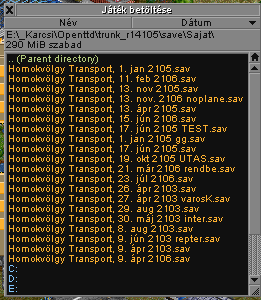 Játék betöltése
Név Dátum
E:\_Karcsi\Openttd\trunk_r14105\save\Sajat\
290 MiB szabad
.. (Parent directory)
Homokvölgy Transport, 1. jan 2105.sav
Homokvölgy Transport, 11. feb 2106.sav
Homokvölgy Transport, 13. nov 2105.sav
Homokvölgy Transport, 13. nov. 2106 noplane.sav
Homokvölgy Transport, 15. ápr 2105.sav
Homokvölgy Transport, 15. jún 2106.sav
Homokvölgy Transport, 17. jún 2105 TEST.sav
Homokvölgy Transport, 1. jan 2105 gg.sav
Homokvölgy Transport, 17. jún 2105.sav
Homokvölgy Transport, 19. okt 2105 UTAS.sav
Homokvölgy Transport, 21. már 2106 rendbe.sav
Homokvölgy Transport, 23. júl 2106.sav
Homokvölgy Transport, 26. ápr 2103.sav
Homokvölgy Transport, 27. ápr 2103 varosK.sav
Homokvölgy Transport, 29. aug 2103.sav
Homokvölgy Transport, 30. máj 2103 inter.sav
Homokvölgy Transport, 8. aug 2103.sav
Homokvölgy Transport, 9. jún 2103 repter.sav
Homokvölgy Transport, 9. ápr 2103.sav
Homokvölgy Transport, 9. ápr 2106.sav
C:
D:
E: